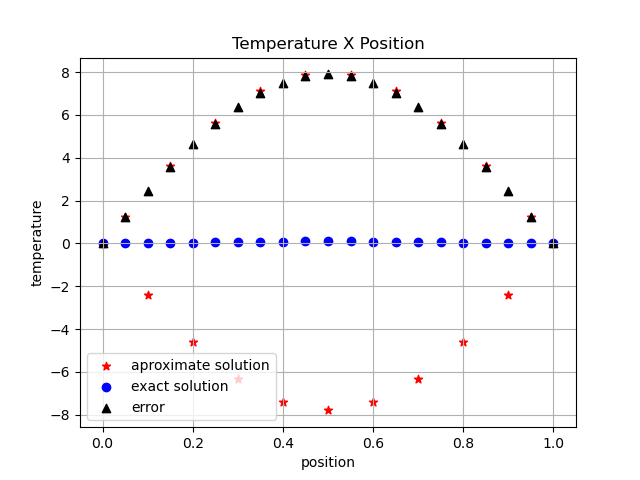 Temperature X Position
8
6
4
2
0
−2
−4
−6
−8
temperature
aproximate solution
exact solution
error
0.0 0.2 0.4 0.6 0.8 1.0
position